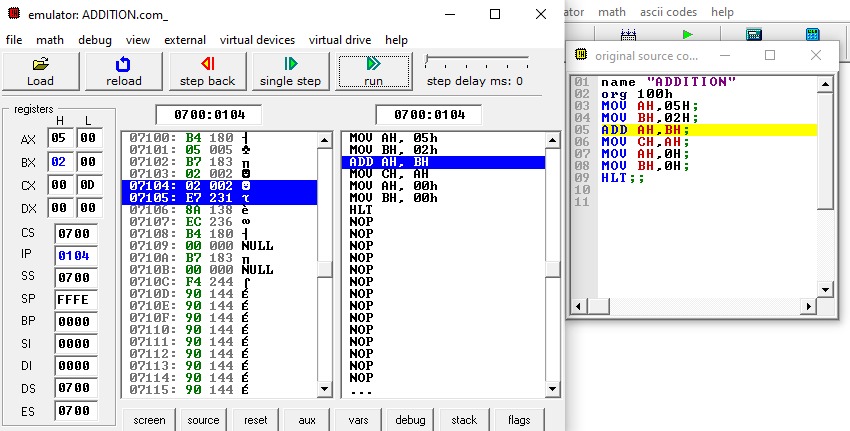 emulator: ADDITION.com_
file math debug view external virtual devices virtual drive help
Load reload step back single step run step delay ms: 0
registers
H L
AX 05 00
BX 02 00
CX 00 0D
DX 00 00
CS 0700
IP 0104
SS 0700
SP FFFE
BP 0000
SI 0000
DI 0000
DS 0700
ES 0700
0700:0104
07100: B4 180 ┤
07101: 05 005 ♣
07102: B7 183 π
07103: 02 002 ☻
07104: 02 002 ☻
07105: E7 231 τ
07106: 8A 138 è
07107: EC 236 ∞
07108: B4 180 ┤
07109: 00 000 NULL
0710A: B7 183 π
0710B: 00 000 NULL
0710C: F4 244 ⌠
0710D: 90 144 É
0710E: 90 144 É
0710F: 90 144 É
07110: 90 144 É
07111: 90 144 É
07112: 90 144 É
07113: 90 144 É
07114: 90 144 É
07115: 90 144 É
0700:0104
MOV AH, 05h
MOV BH, 02h
ADD AH, BH
MOV CH, AH
MOV AH, 00h
MOV BH, 00h
HLT
NOP
NOP
NOP
NOP
NOP
NOP
NOP
NOP
NOP
NOP
NOP
NOP
NOP
NOP
...
screen source reset aux vars debug stack flags
ator math ascii codes help
original source co...
01 name "ADDITION"
02 org 100h
03 MOV AH,05H;
04 MOV BH,02H;
05 ADD AH,BH;
06 MOV CH,AH;
07 MOV AH,0H;
08 MOV BH,0H;
09 HLT;;
10
11